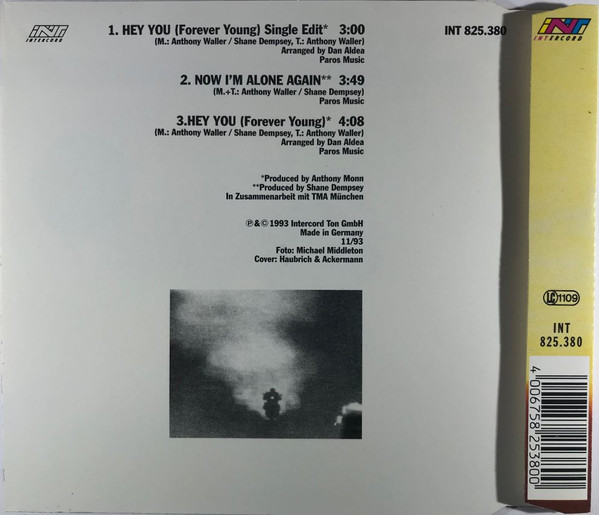 INT
INTERCORD
1. HEY YOU (Forever Young) Single Edit* 3:00
(M.: Anthony Waller / Shane Dempsey, T.: Anthony Waller)
Arranged by Dan Aldea
Paros Music
2. NOW I'M ALONE AGAIN** 3:49
(M.+T.: Anthony Waller / Shane Dempsey)
Paros Music
3.HEY YOU (Forever Young)* 4:08
(M.: Anthony Waller / Shane Dempsey, T.: Anthony Waller)
Arranged by Dan Aldea
Paros Music
*Produced by Anthony Monn
**Produced by Shane Dempsey
In Zusammenarbeit mit TMA München
℗&© 1993 Intercord Ton GmbH
Made in Germany
11/93
Foto: Michael Middleton
Cover: Haubrich & Ackermann
INT 825.380
INT
INTERCORD
LC 1109
INT
825.380
4 006758 253800